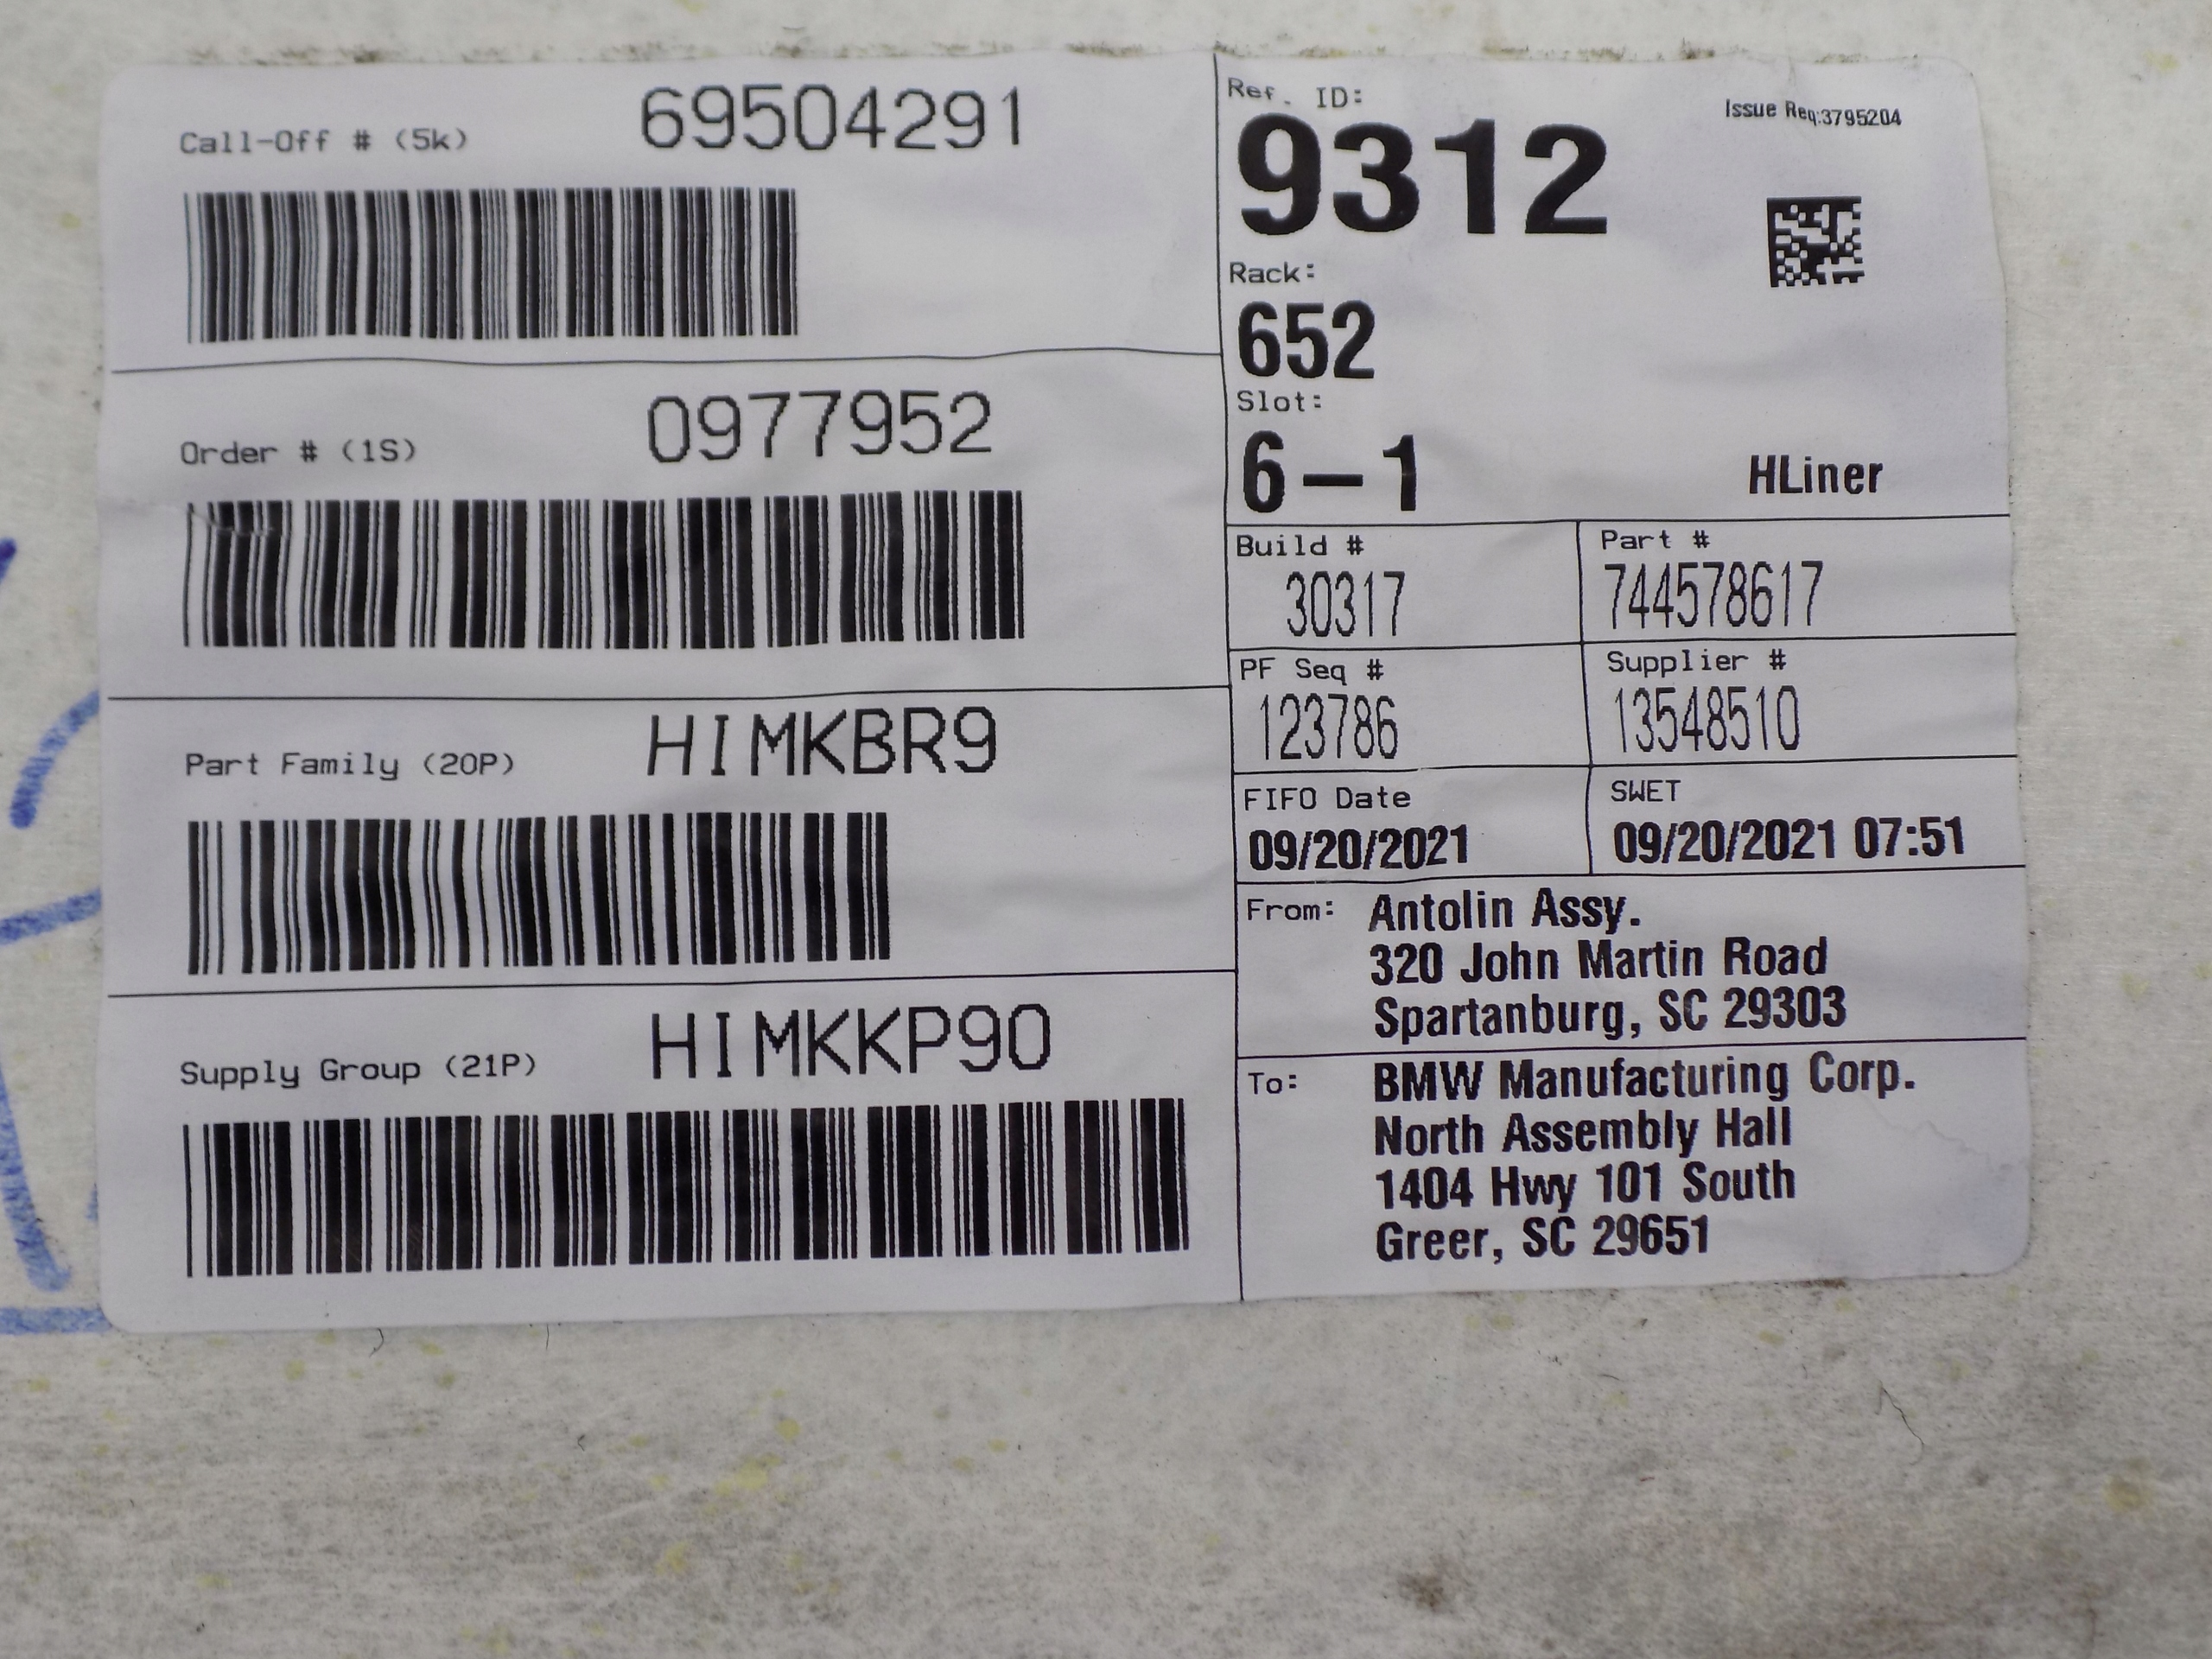 Call-Off # (5k) 69504291
Order # (1S) 0977952
Part Family (20P) HIMKBR9
Supply Group (21P) HIMKKP90
Ref. ID:
Issue Req:3795204
9312
Rack:
652
Slot:
6-1
HLiner
Build #
30317
Part #
744578617
PF Seq #
123786
Supplier #
13548510
FIFO Date
09/20/2021
SWET
09/20/2021 07:51
From: Antolin Assy.
320 John Martin Road
Spartanburg, SC 29303
To: BMW Manufacturing Corp.
North Assembly Hall
1404 Hwy 101 South
Greer, SC 29651